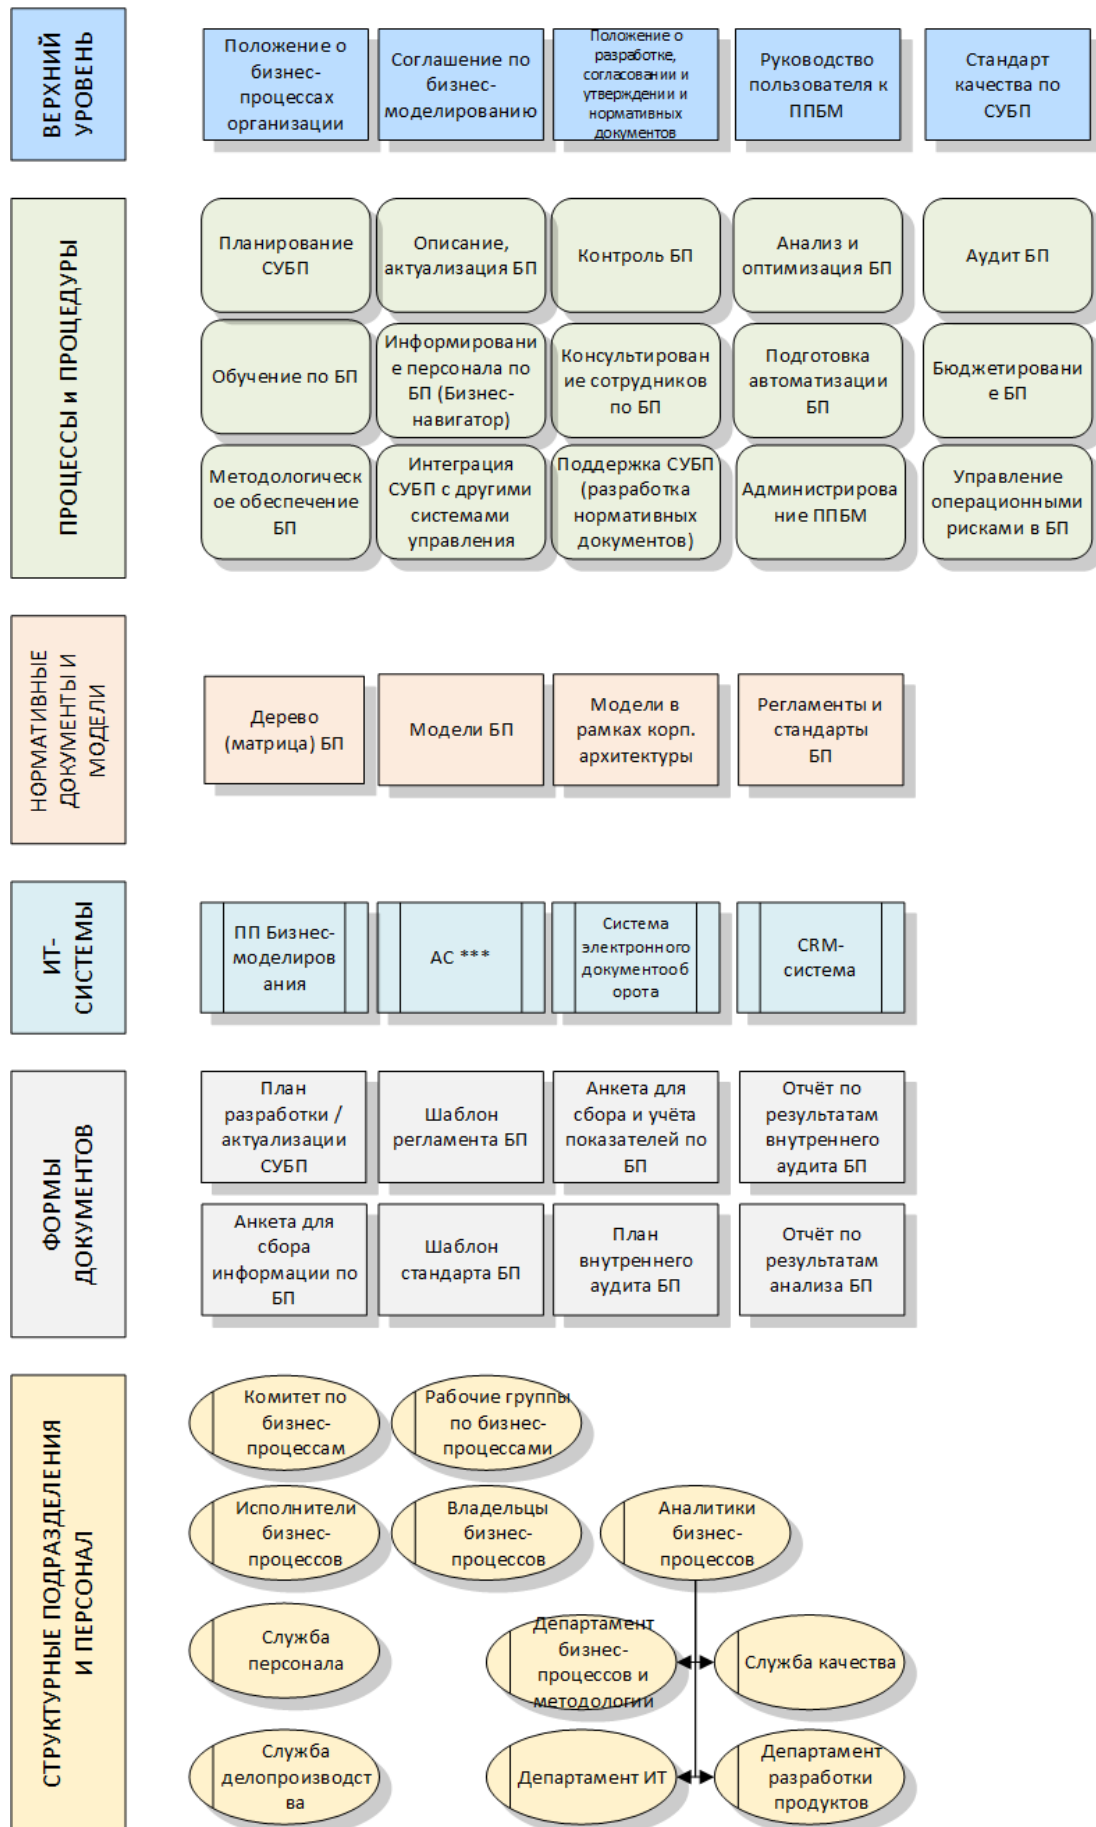 ВЕРХНИЙ
УРОВЕНЬ
Положение о
бизнес-
процессах
организации
Соглашение по
бизнес-
моделированию
Положение о
разработке,
согласовании и
утверждении и
нормативных
документов
Руководство
пользователя к
ППБМ
Стандарт
качества по
СУБП
ПРОЦЕССЫ и ПРОЦЕДУРЫ
Планирование
СУБП
Описание,
актуализация БП
Контроль БП
Анализ и
оптимизация БП
Аудит БП
Обучение по БП
Информировани
е персонала по
БП (Бизнес-
навигатор)
Консультирован
ие сотрудников
по БП
Подготовка
автоматизации
БП
Бюджетировани
е БП
Методологическ
ое обеспечение
БП
Интеграция
СУБП с другими
системами
управления
Поддержка СУБП
(разработка
нормативных
документов)
Администрирова
ние ППБМ
Управление
операционными
рисками в БП
НОРМАТИВНЫЕ
ДОКУМЕНТЫ И
МОДЕЛИ
Дерево
(матрица) БП
Модели БП
Модели в
рамках корп.
архитектуры
Регламенты и
стандарты
БП
ИТ-
СИСТЕМЫ
ПП Бизнес-
моделиров
ания
АС ***
Система
электронного
документооб
орота
CRM-
система
ФОРМЫ
ДОКУМЕНТОВ
План
разработки /
актуализации
СУБП
Шаблон
регламента БП
Анкета для
сбора и учёта
показателей по
БП
Отчёт по
результатам
внутреннего
аудита БП
Анкета для
сбора
информации по
БП
Шаблон
стандарта БП
План
внутреннего
аудита БП
Отчёт по
результатам
анализа БП
СТРУКТУРНЫЕ ПОДРАЗДЕЛЕНИЯ
И ПЕРСОНАЛ
Комитет по
бизнес-
процессам
Рабочие группы
по бизнес-
процессами
Исполнители
бизнес-
процессов
Владельцы
бизнес-
процессов
Аналитики
бизнес-
процессов
Служба
персонала
Департамент
бизнес-
процессов и
методологии
Служба качества
Служба
делопроизводст
ва
Департамент ИТ
Департамент
разработки
продуктов